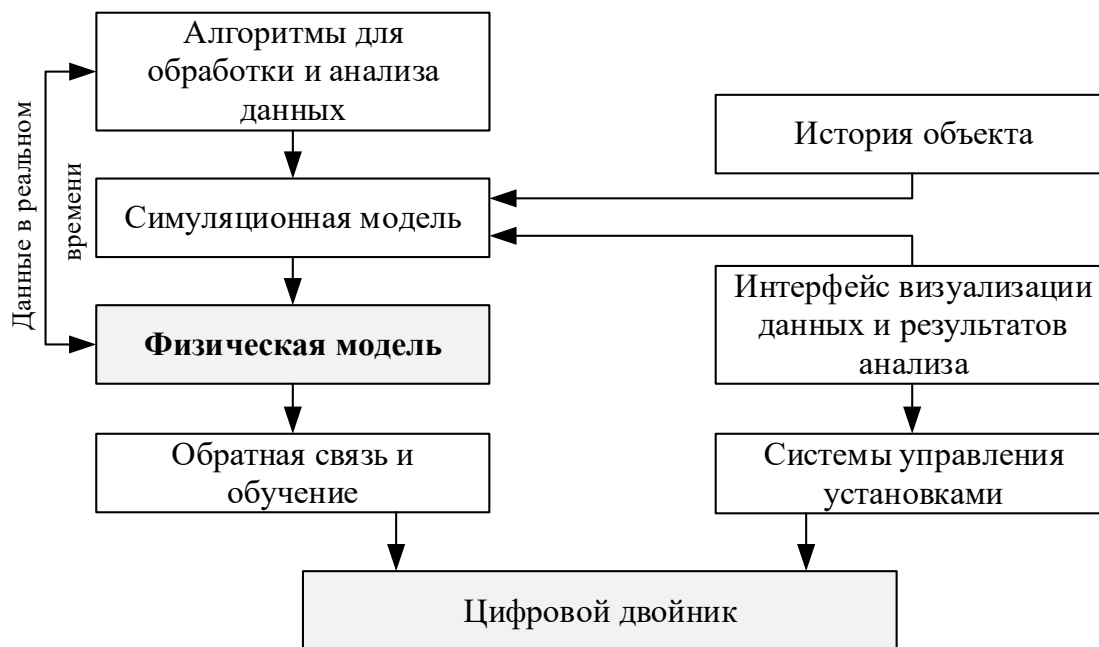 Алгоритмы для
обработки и анализа
данных
Данные в реальном
времени
История объекта
Симуляционная модель
Интерфейс визуализации
данных и результатов
анализа
Физическая модель
Обратная связь и
обучение
Системы управления
установками
Цифровой двойник